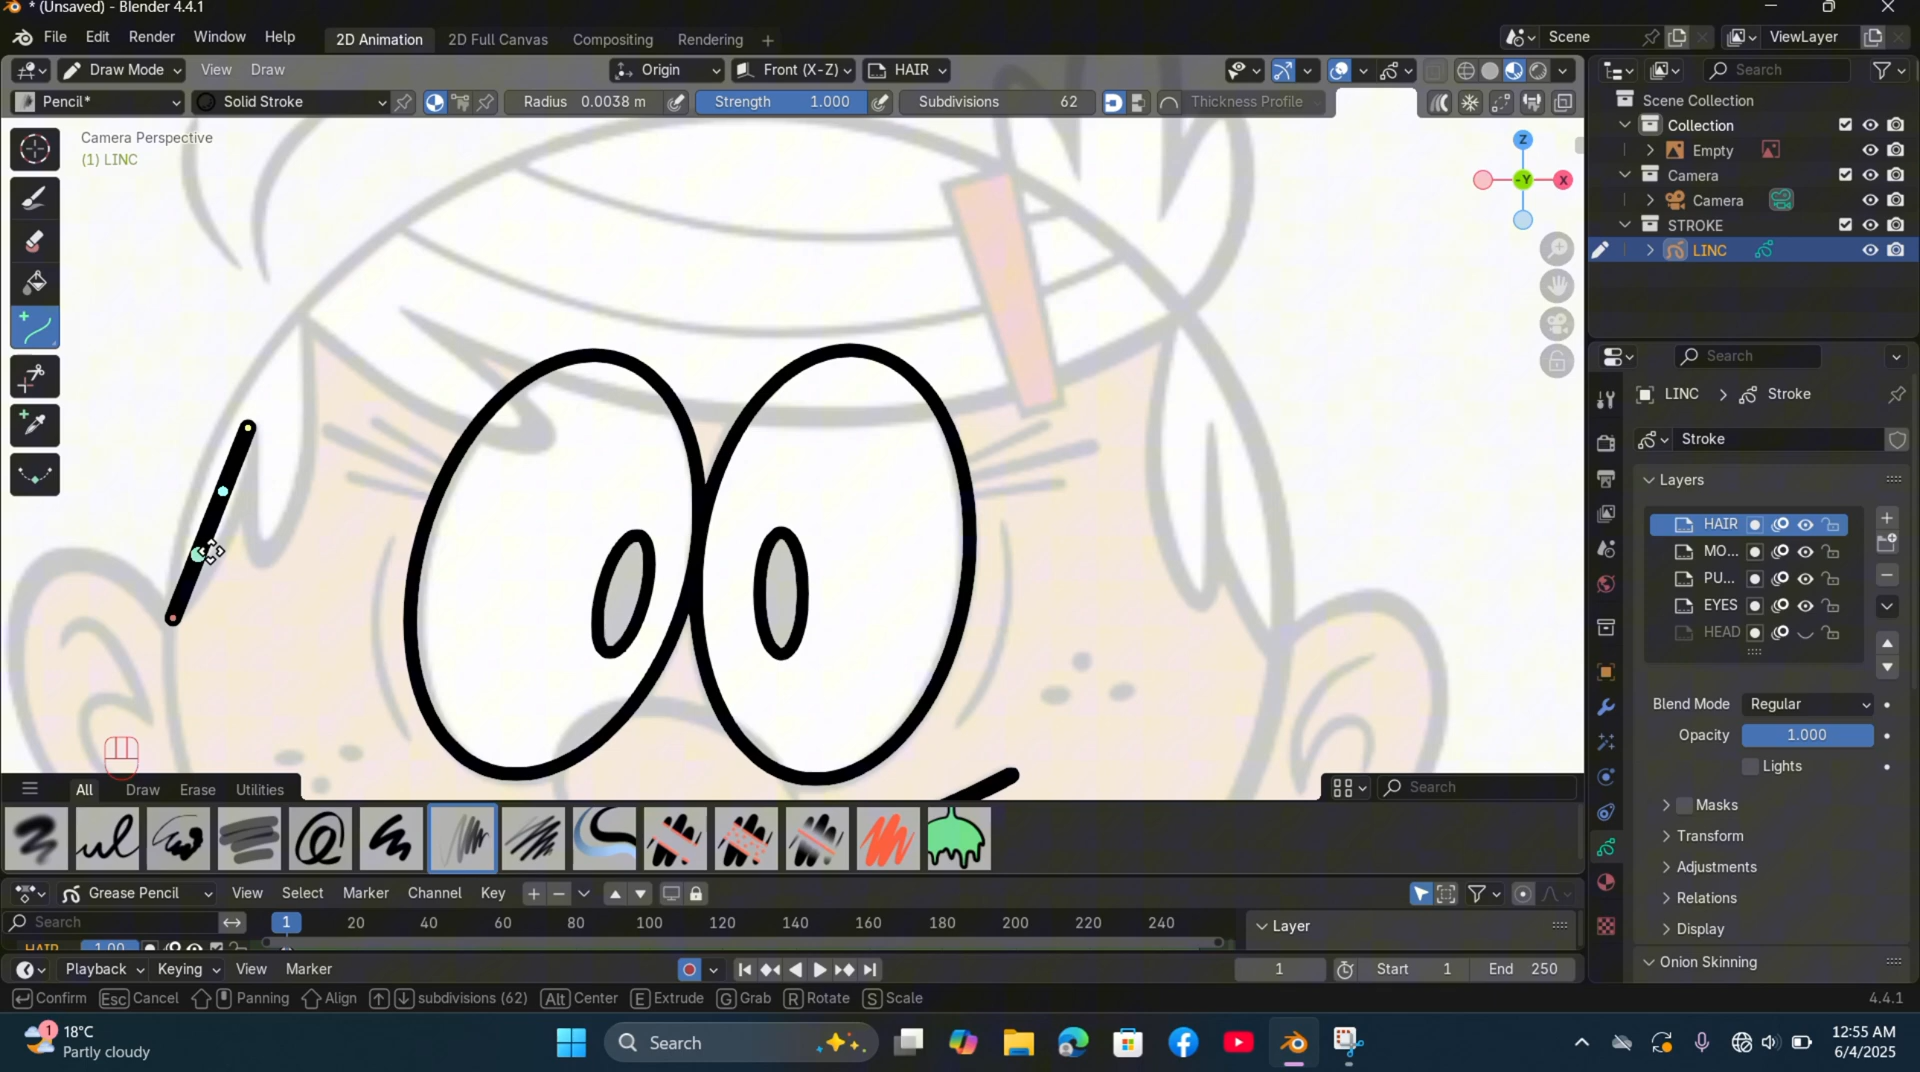 * (Unsaved) - Blender 4.4.1
File Edit Render Window Help 2D Animation 2D Full Canvas Compositing Rendering + Scene ViewLayer
Draw Mode View Draw Origin Front (X-Z) HAIR Search
Pencil* Solid Stroke Radius 0.0038 m Strength 1.000 Subdivisions 62 Thickness Profile
Scene Collection
Collection
Empty
Camera
Camera
STROKE
LINC
Camera Perspective
(1) LINC
Z
-Y
X
Search
LINC > Stroke
Stroke
Layers
HAIR
MO...
PU...
EYES
HEAD
Blend Mode Regular
Opacity 1.000
Lights
Masks
Transform
Adjustments
Relations
Display
Onion Skinning
All Draw Erase Utilities Search
Grease Pencil View Select Marker Channel Key
Search 1 20 40 60 80 100 120 140 160 180 200 220 240 Layer
HAIR 1.00
Playback Keying View Marker 1 Start 1 End 250
Confirm Esc Cancel Panning Align subdivisions (62) Alt Center E Extrude G Grab R Rotate S Scale 4.4.1
1 18°C
Partly cloudy
Search
12:55 AM
6/4/2025